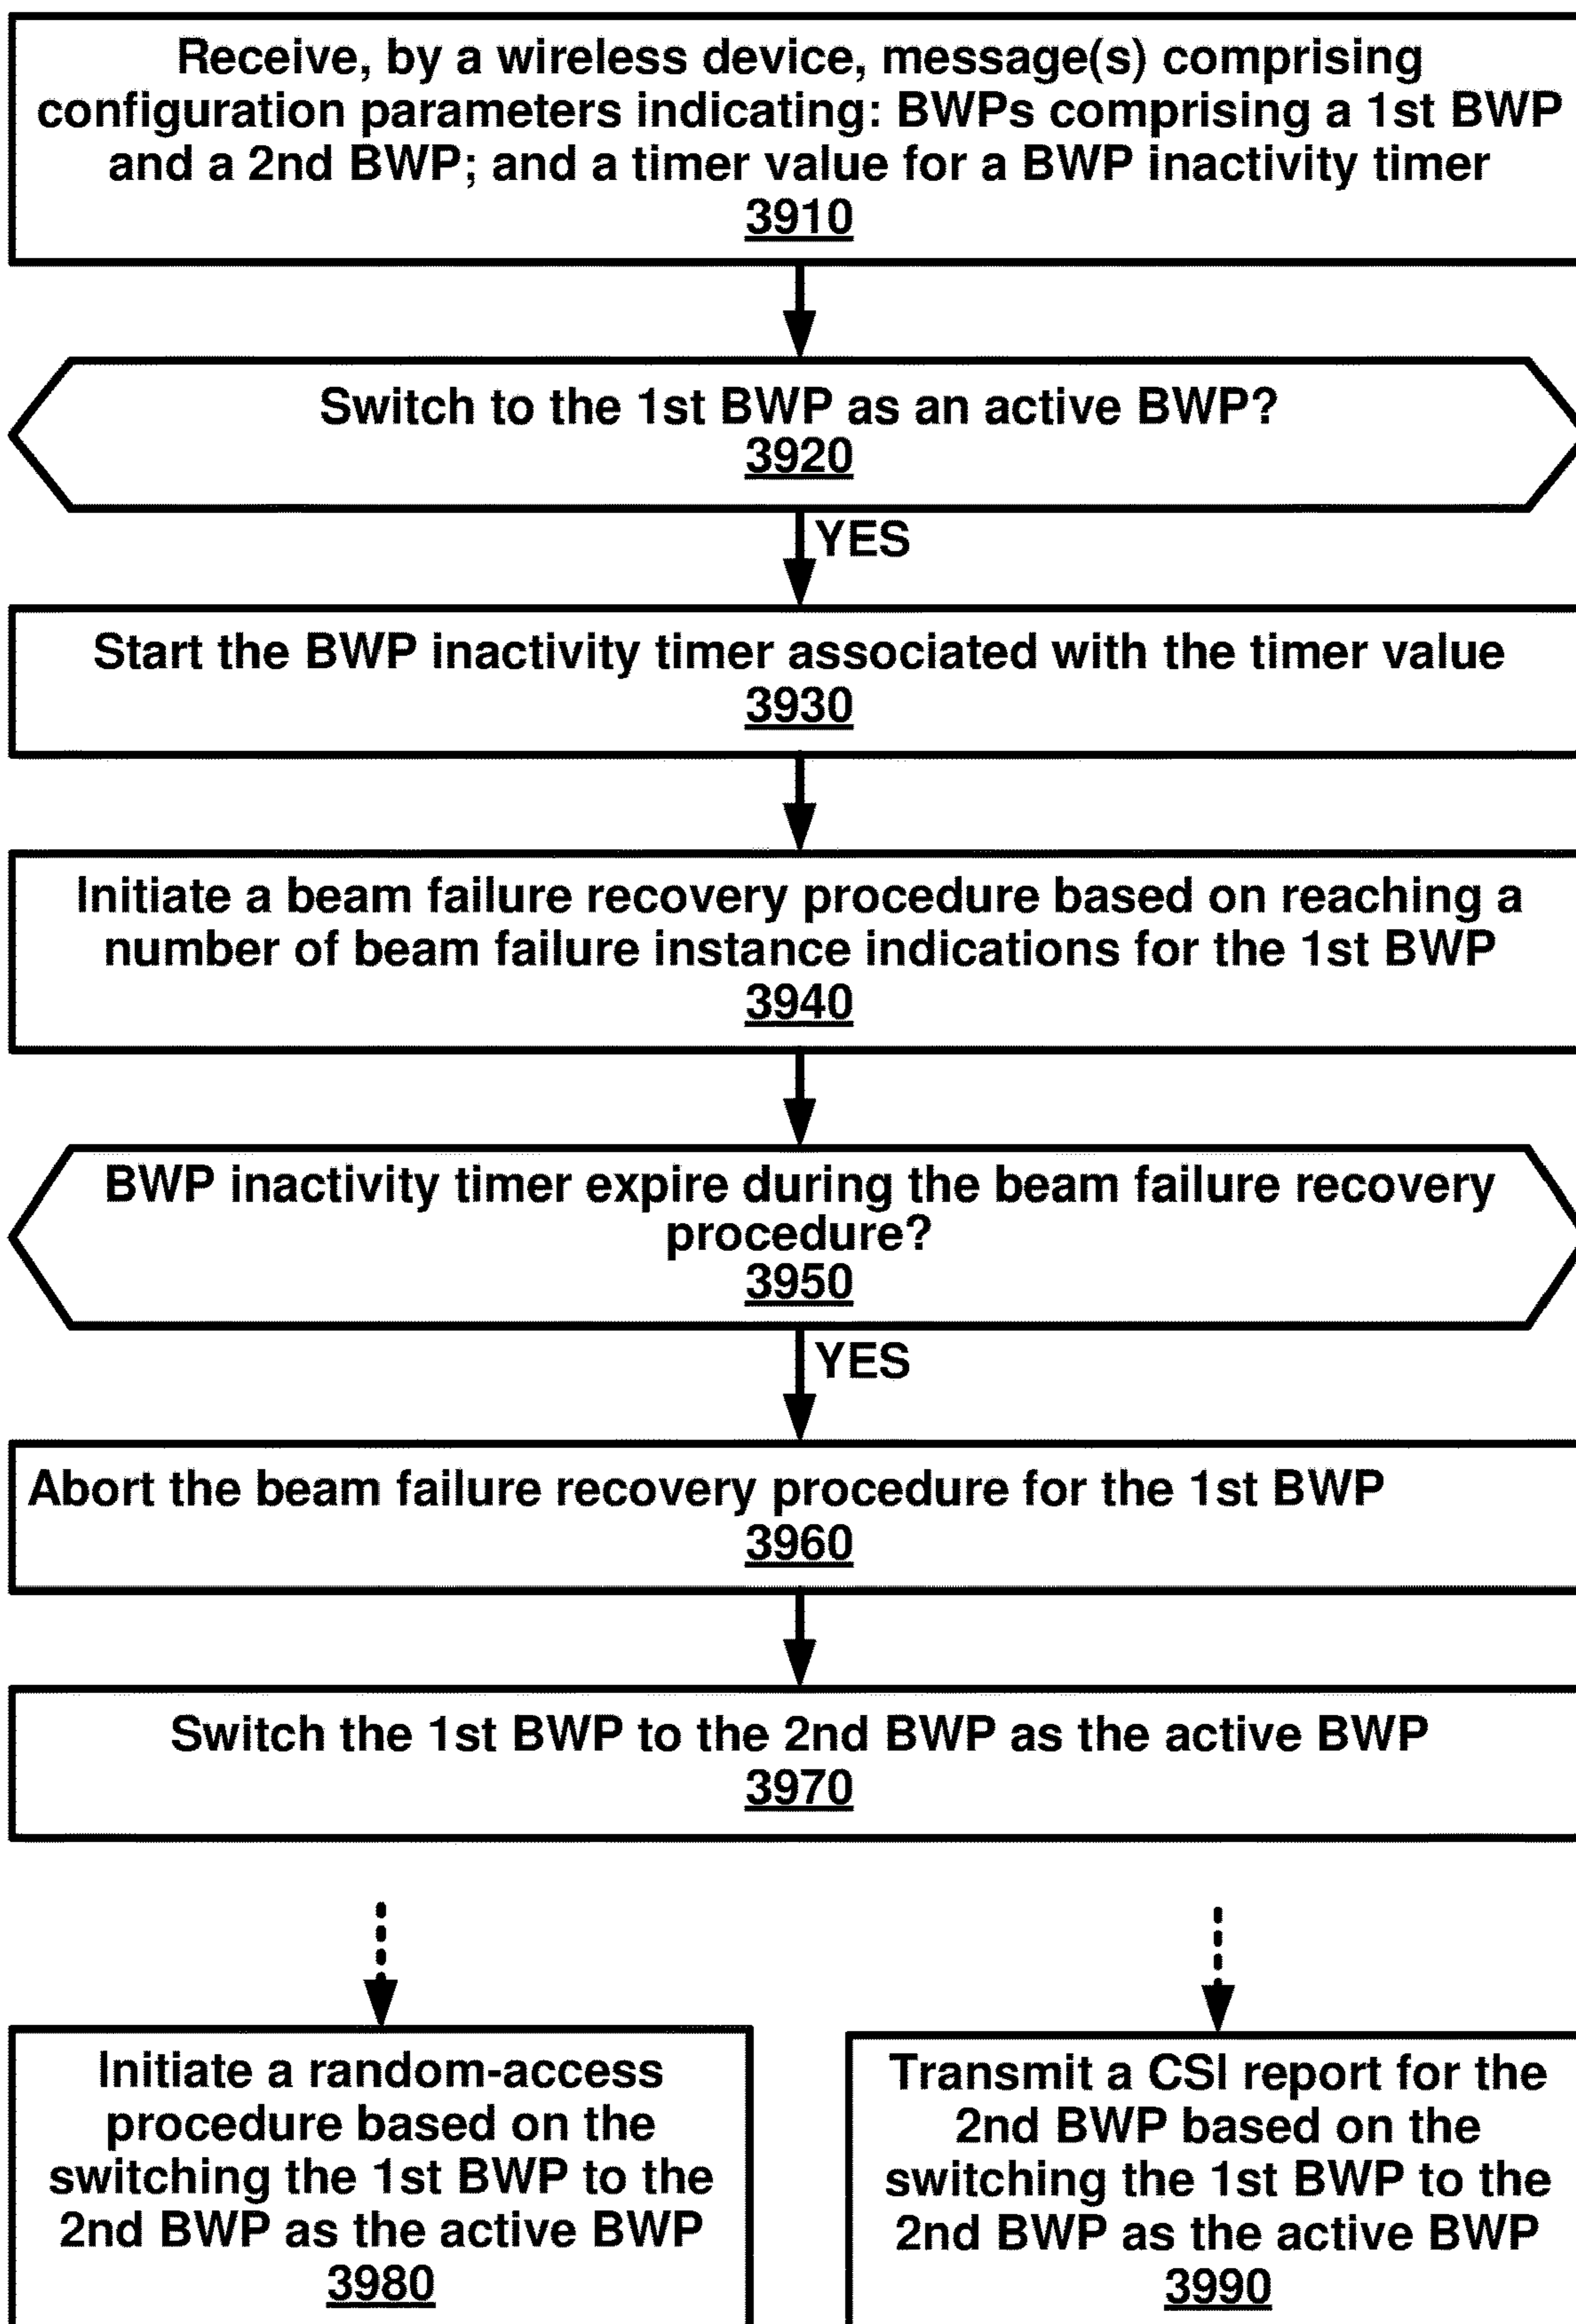 Receive, by a wireless device, message(s) comprising
configuration parameters indicating: BWPs comprising a 1st BWP
and a 2nd BWP; and a timer value for a BWP inactivity timer
3910
Switch to the 1st BWP as an active BWP?
3920
YES
Start the BWP inactivity timer associated with the timer value
3930
Initiate a beam failure recovery procedure based on reaching a
number of beam failure instance indications for the 1st BWP
3940
BWP inactivity timer expire during the beam failure recovery
procedure?
3950
YES
Abort the beam failure recovery procedure for the 1st BWP
3960
Switch the 1st BWP to the 2nd BWP as the active BWP
3970
Initiate a random-access
procedure based on the
switching the 1st BWP to the
2nd BWP as the active BWP
3980
Transmit a CSI report for the
2nd BWP based on the
switching the 1st BWP to the
2nd BWP as the active BWP
3990